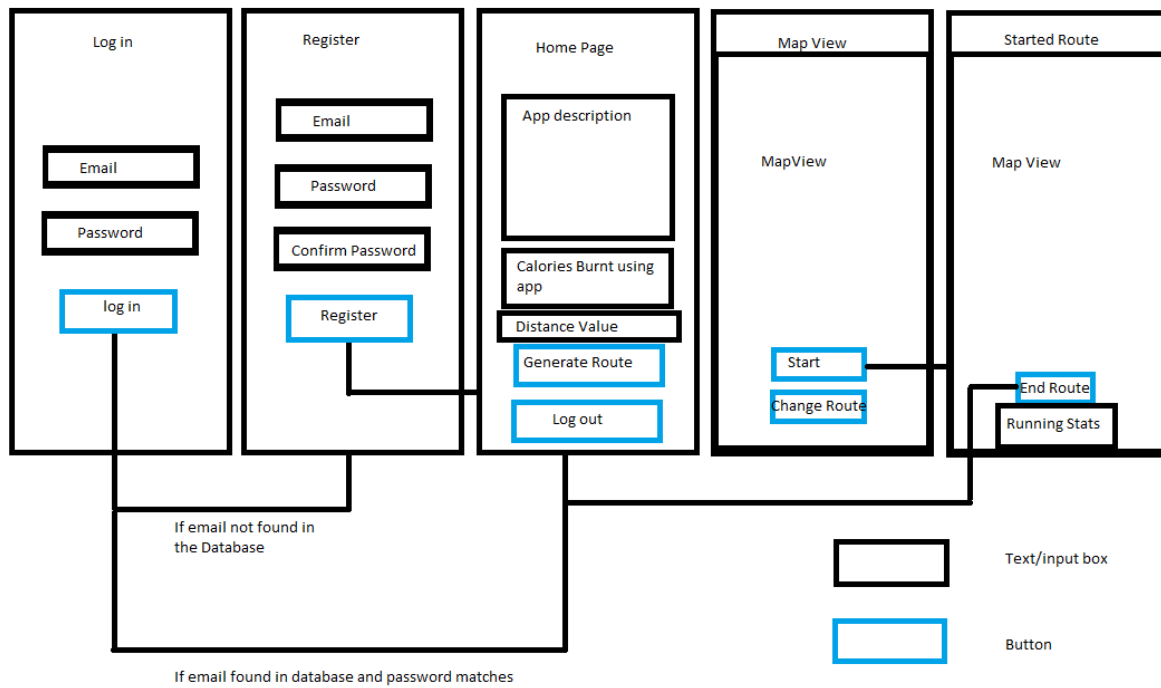 Log in
Email
Password
log in
Register
Email
Password
Confirm Password
Register
Home Page
App description
Calories Burnt using
app
Distance Value
Generate Route
Log out
Map View
MapView
Start
Change Route
Started Route
Map View
End Route
Running Stats
If email not found in
the Database
If email found in database and password matches
Text/input box
Button